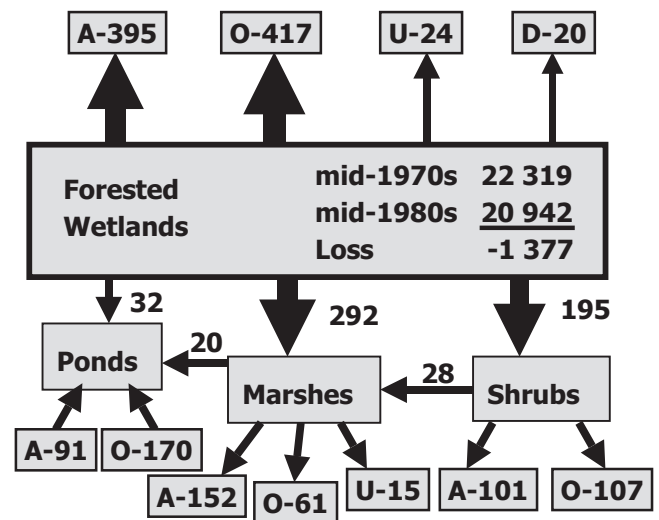 A-395 O-417 U-24 D-20
Forested
Wetlands
mid-1970s 22 319
mid-1980s 20 942
Loss -1 377
32 292 195
Ponds 20 Marshes 28 Shrubs
A-91 O-170
A-152 O-61 U-15 A-101 O-107